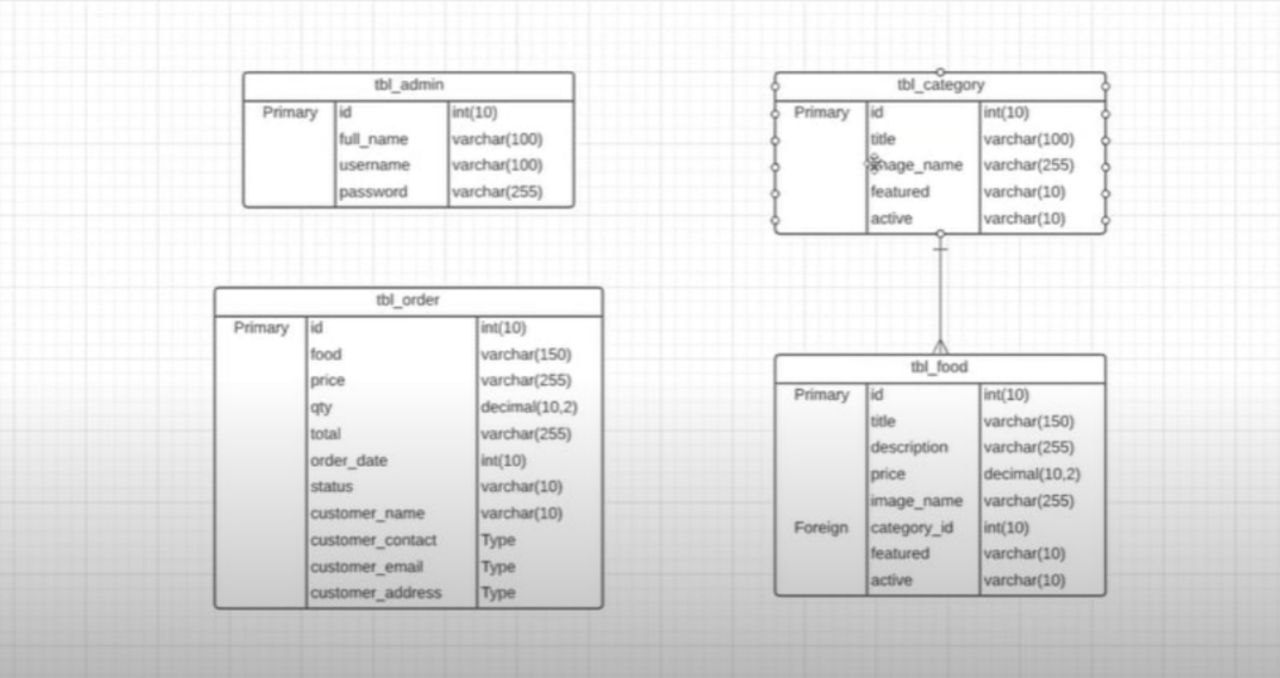 tbl_admin
Primary id int(10)
full_name varchar(100)
username varchar(100)
password varchar(255)
tbl_category
Primary id int(10)
title varchar(100)
image_name varchar(255)
featured varchar(10)
active varchar(10)
tbl_order
Primary id int(10)
food varchar(150)
price varchar(255)
qty decimal(10,2)
total varchar(255)
order_date int(10)
status varchar(10)
customer_name varchar(10)
customer_contact Type
customer_email Type
customer_address Type
tbl_food
Primary id int(10)
title varchar(150)
description varchar(255)
price decimal(10,2)
image_name varchar(255)
Foreign category_id int(10)
featured varchar(10)
active varchar(10)